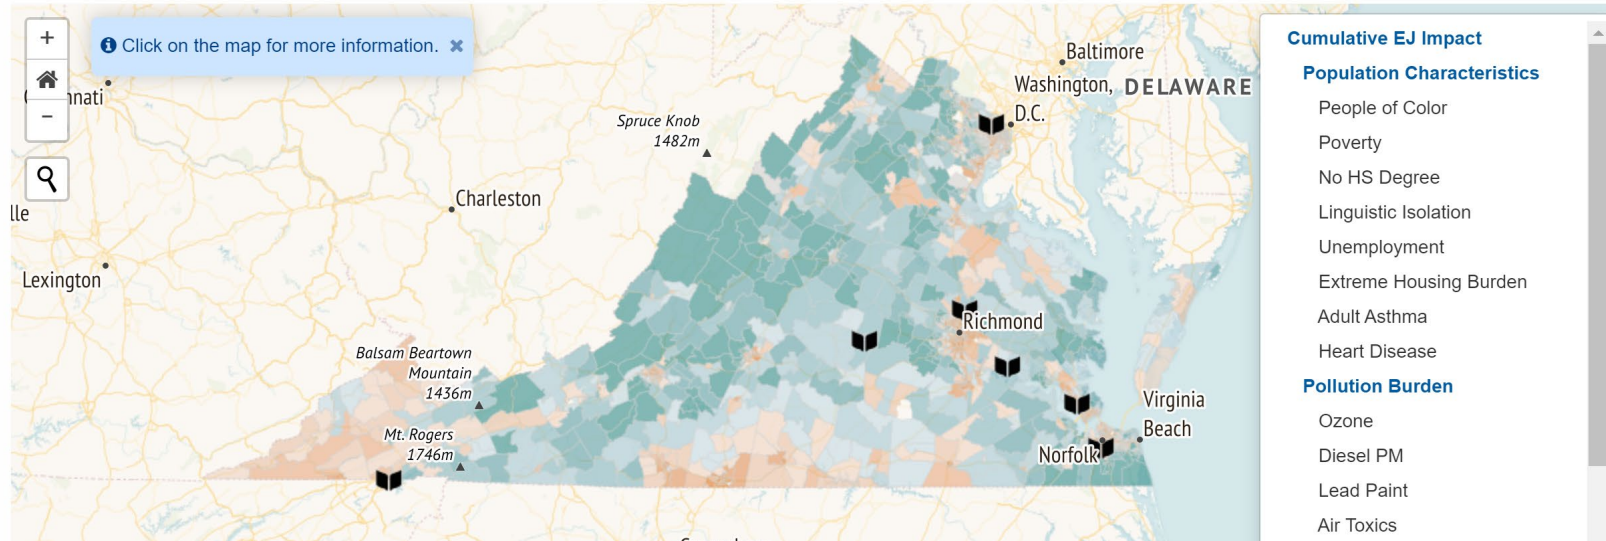 +
Click on the map for more information. ×
−
nnati
Baltimore
Washington,
D.C.
DELAWARE
Spruce Knob
1482m
Charleston
lle
Lexington
Richmond
Balsam Beartown
Mountain
1436m
Mt. Rogers
1746m
Virginia
Beach
Norfolk
Cumulative EJ Impact
Population Characteristics
People of Color
Poverty
No HS Degree
Linguistic Isolation
Unemployment
Extreme Housing Burden
Adult Asthma
Heart Disease
Pollution Burden
Ozone
Diesel PM
Lead Paint
Air Toxics